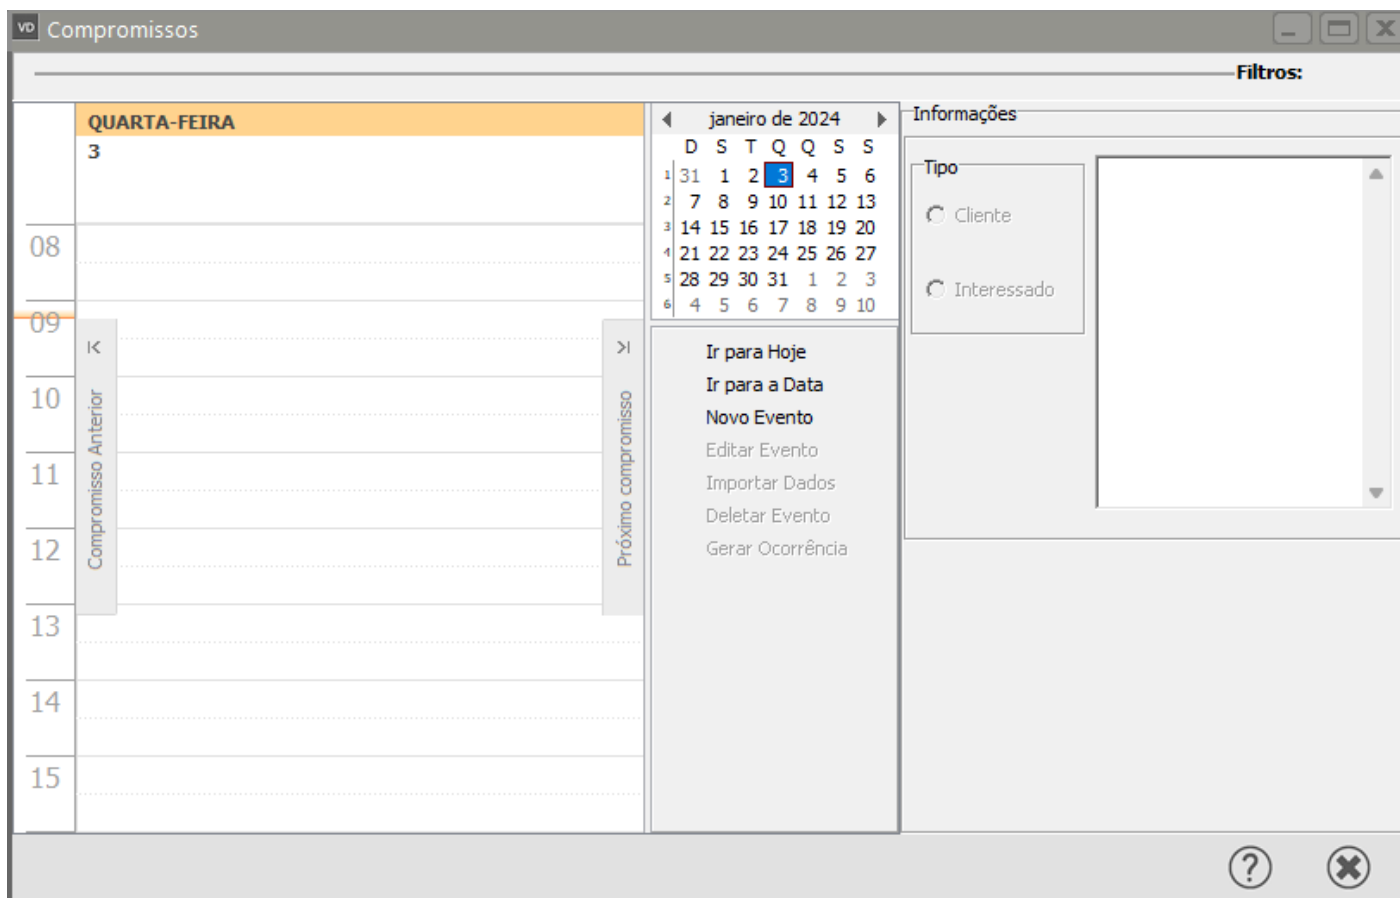 VD Compromissos
Filtros:
QUARTA-FEIRA
3
08
09
10
11
12
13
14
15
Compromisso Anterior
Próximo compromisso
janeiro de 2024
D S T Q Q S S
1 31 1 2 3 4 5 6
2 7 8 9 10 11 12 13
3 14 15 16 17 18 19 20
4 21 22 23 24 25 26 27
5 28 29 30 31 1 2 3
6 4 5 6 7 8 9 10
Ir para Hoje
Ir para a Data
Novo Evento
Editar Evento
Importar Dados
Deletar Evento
Gerar Ocorrência
Informações
Tipo
Cliente
Interessado
?